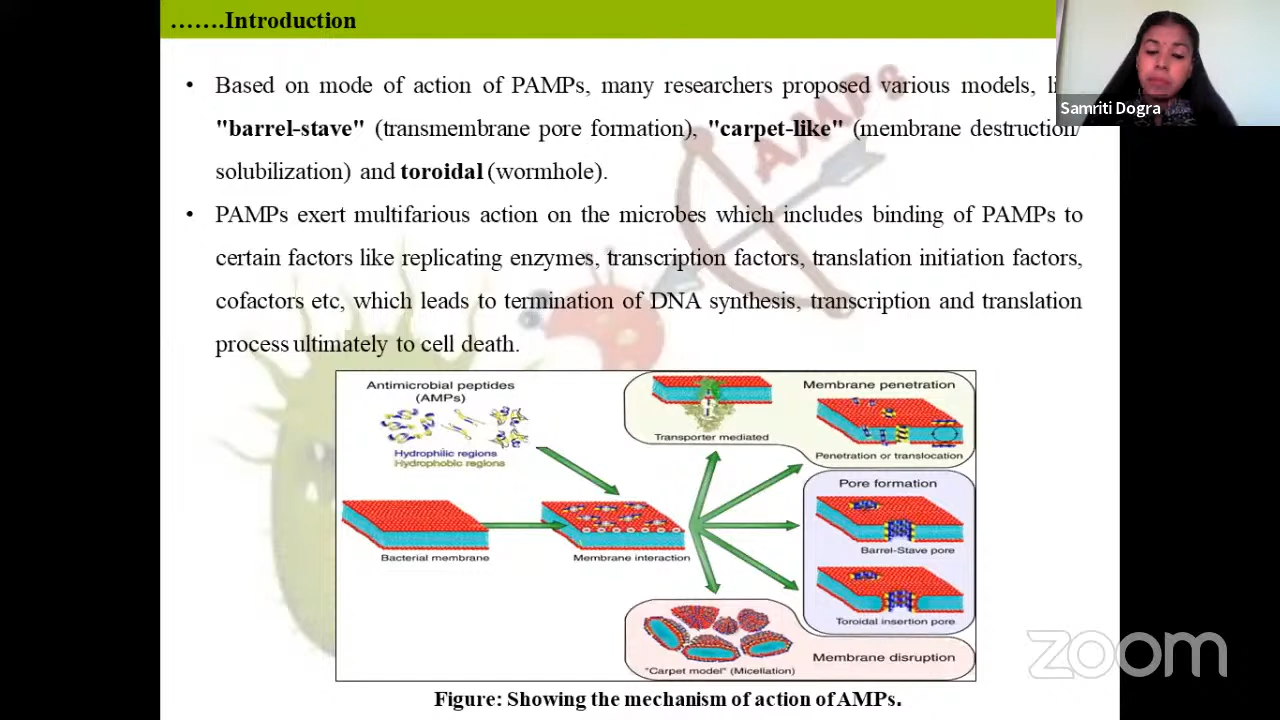 …….Introduction
Samriti Dogra
• Based on mode of action of PAMPs, many researchers proposed various models,
"barrel-stave" (transmembrane pore formation), "carpet-like" (membrane destruction/
solubilization) and toroidal (wormhole).
• PAMPs exert multifarious action on the microbes which includes binding of PAMPs to
certain factors like replicating enzymes, transcription factors, translation initiation factors,
cofactors etc, which leads to termination of DNA synthesis, transcription and translation
process ultimately to cell death.
AMPs
Antimicrobial peptides
(AMPs)
Hydrophilic regions
Hydrophobic regions
Bacterial membrane
Membrane interaction
Transporter mediated
Membrane penetration
Penetration or translocation
Pore formation
Barrel-Stave pore
Toroidal insertion pore
"Carpet model" (Micellation)
Membrane disruption
Figure: Showing the mechanism of action of AMPs.
zoom